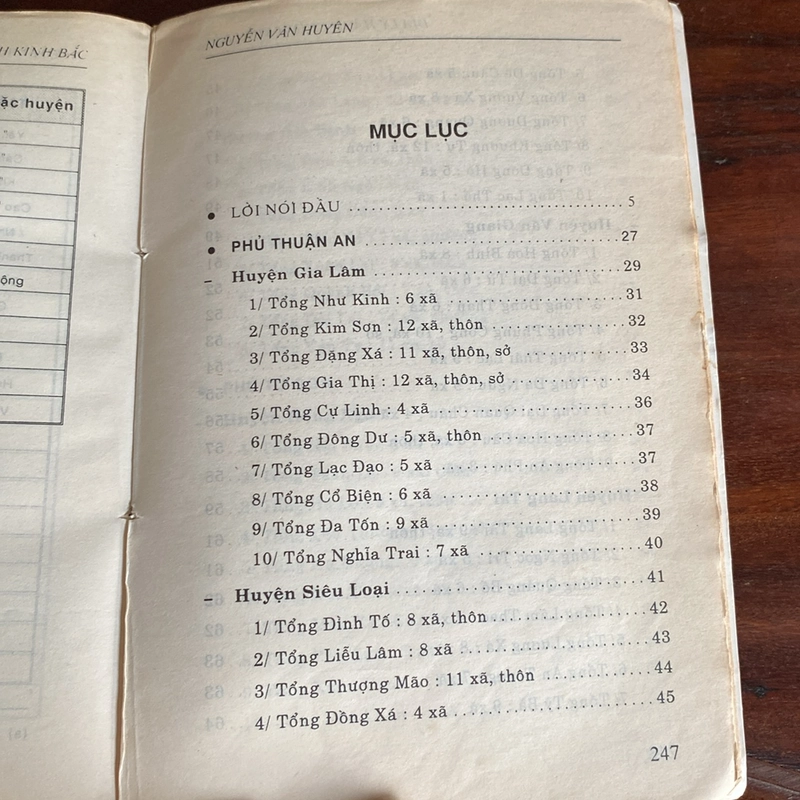 H KINH BẮC
ặc huyện
ộng
NGUYỄN VĂN HUYÊN
MỤC LỤC
• LỜI NÓI ĐẦU ........................ 5
• PHỦ THUẬN AN ........................ 27
– Huyện Gia Lâm ........................ 29
1/ Tổng Như Kinh : 6 xã ........................ 31
2/ Tổng Kim Sơn : 12 xã, thôn ........................ 32
3/ Tổng Đặng Xá : 11 xã, thôn, sở ........................ 33
4/ Tổng Gia Thị : 12 xã, thôn, sở ........................ 34
5/ Tổng Cự Linh : 4 xã ........................ 36
6/ Tổng Đông Dư : 5 xã, thôn ........................ 37
7/ Tổng Lạc Đạo : 5 xã ........................ 37
8/ Tổng Cổ Biện : 6 xã ........................ 38
9/ Tổng Đa Tốn : 9 xã ........................ 39
10/ Tổng Nghĩa Trai : 7 xã ........................ 40
– Huyện Siêu Loại ........................ 41
1/ Tổng Đình Tố : 8 xã, thôn ........................ 42
2/ Tổng Liễu Lâm : 8 xã ........................ 43
3/ Tổng Thượng Mão : 11 xã, thôn ........................ 44
4/ Tổng Đồng Xá : 4 xã ........................ 45
247